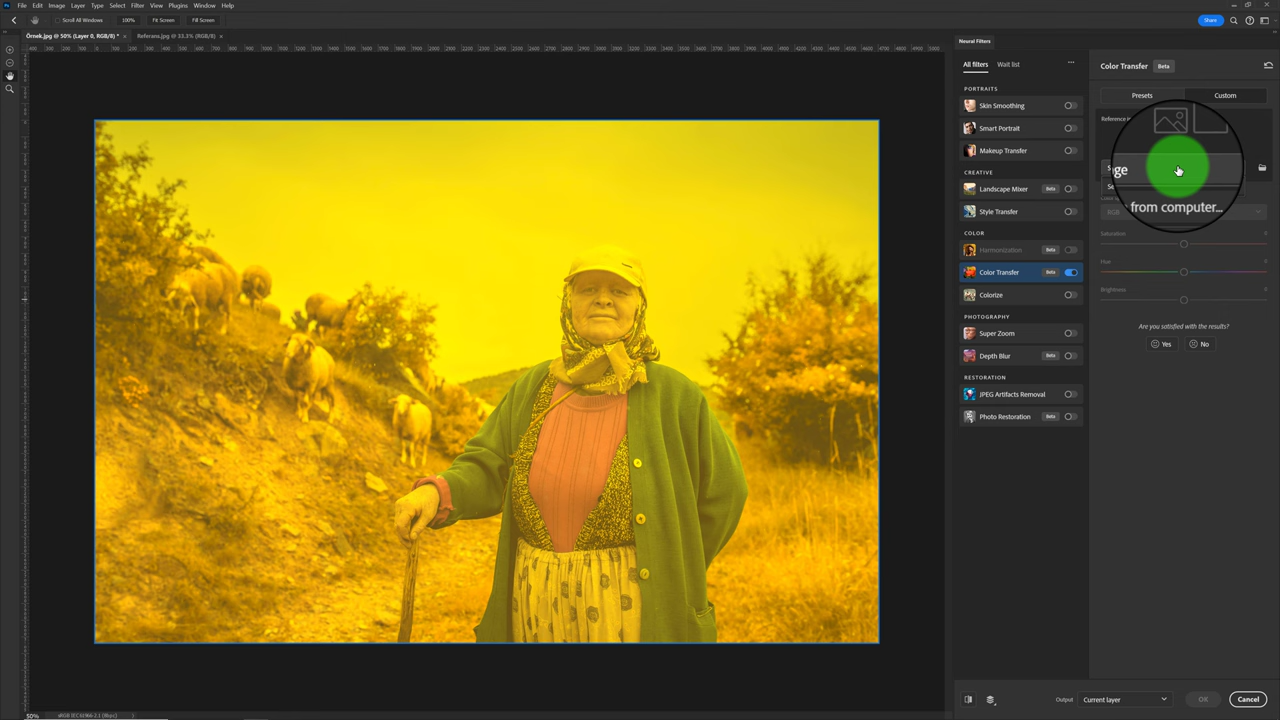 Ps File Edit Image Layer Type Select Filter View Plugins Window Help
Scroll All Windows 100% Fit Screen Fill Screen Share
Örnek.jpg @ 50% (Layer 0, RGB/8) * × Referans.jpg @ 33.3% (RGB/8) ×
Neural Filters
All filters Wait list ...
PORTRAITS
Skin Smoothing
Smart Portrait
Makeup Transfer
CREATIVE
Landscape Mixer Beta
Style Transfer
COLOR
Harmonization Beta
Color Transfer Beta
Colorize
PHOTOGRAPHY
Super Zoom
Depth Blur Beta
RESTORATION
JPEG Artifacts Removal
Photo Restoration Beta
Color Transfer Beta
Presets Custom
ge
from computer...
RGB
Saturation 0
Hue 0
Brightness 0
Are you satisfied with the results?
Yes No
Output Current layer OK Cancel
50%